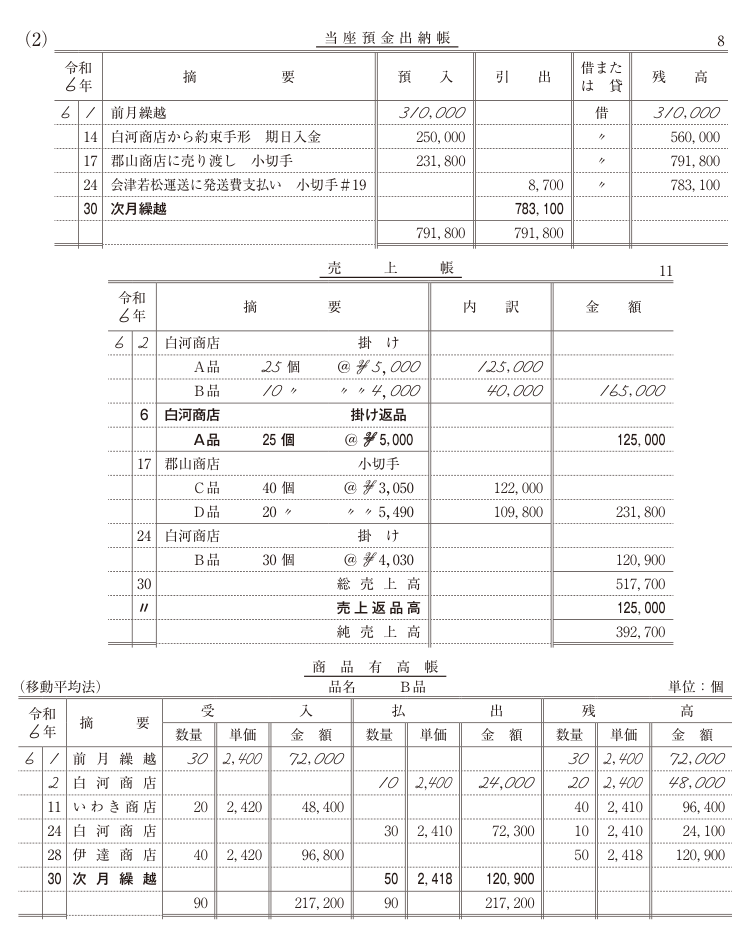 (2) 当座預金出納帳 8
令和6年 摘要 預入 引出 借または貸 残高
6 1 前月繰越 310,000 借 310,000
14 白河商店から約束手形 期日入金 250,000 〃 560,000
17 郡山商店に売り渡し 小切手 231,800 〃 791,800
24 会津若松運送に発送費支払い 小切手#19 8,700 〃 783,100
30 次月繰越 783,100
791,800 791,800
売上帳 11
令和6年 摘要 内訳 金額
6 2 白河商店 掛け
A品 25個 @¥5,000 125,000
B品 10〃 〃〃4,000 40,000 165,000
6 白河商店 掛け返品
A品 25個 @¥5,000 125,000
17 郡山商店 小切手
C品 40個 @¥3,050 122,000
D品 20〃 〃〃5,490 109,800 231,800
24 白河商店 掛け
B品 30個 @¥4,030 120,900
30 総売上高 517,700
〃 売上返品高 125,000
純売上高 392,700
商品有高帳
(移動平均法) 品名 B品 単位:個
令和6年 摘要 受入 払出 残高
数量 単価 金額 数量 単価 金額 数量 単価 金額
6 1 前月繰越 30 2,400 72,000 30 2,400 72,000
2 白河商店 10 2,400 24,000 20 2,400 48,000
11 いわき商店 20 2,420 48,400 40 2,410 96,400
24 白河商店 30 2,410 72,300 10 2,410 24,100
28 伊達商店 40 2,420 96,800 50 2,418 120,900
30 次月繰越 50 2,418 120,900
90 217,200 90 217,200